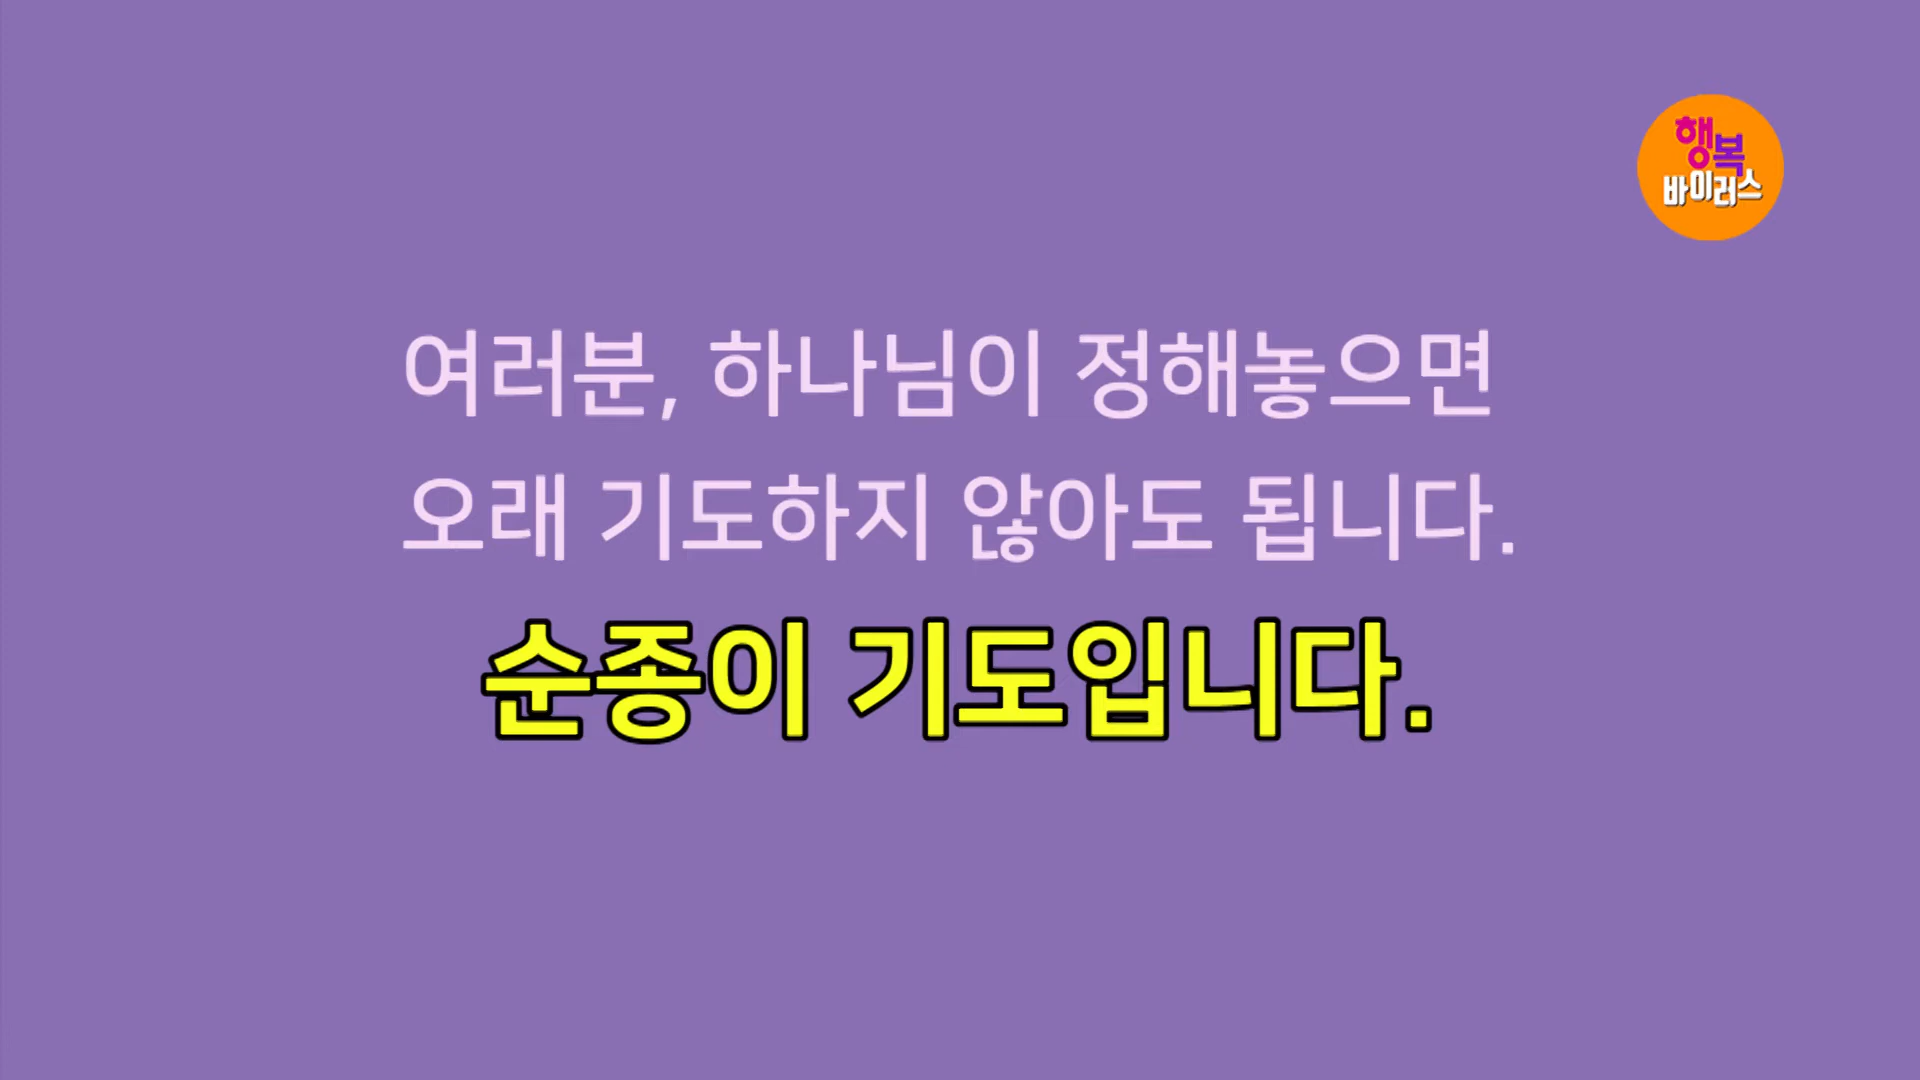 행복
바이러스
여러분, 하나님이 정해놓으면
오래 기도하지 않아도 됩니다.
순종이 기도입니다.